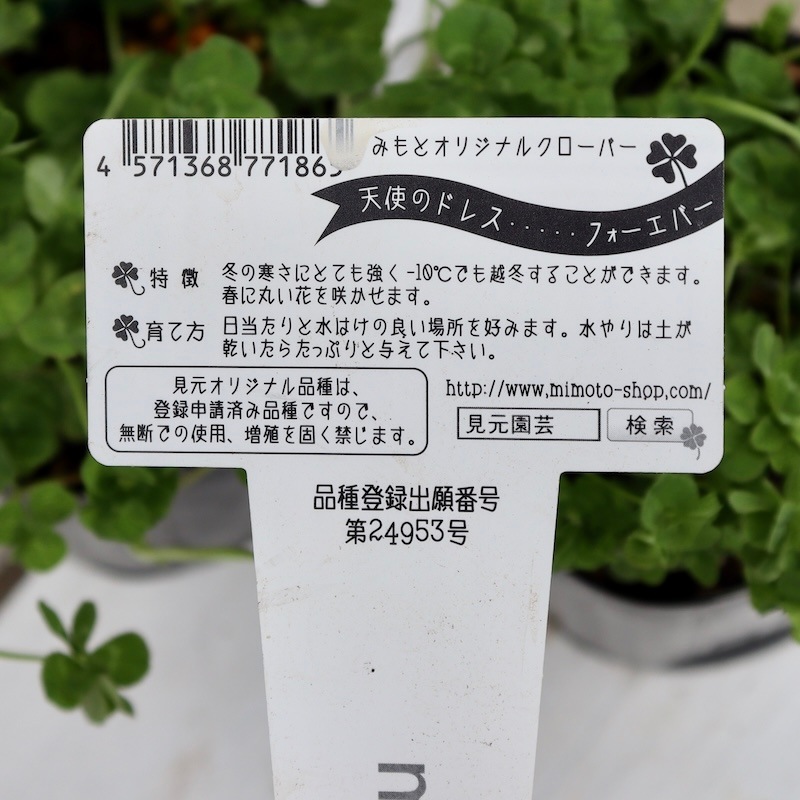 みもとオリジナルクローバー
4 571368 771863
天使のドレス.....フォーエバー
特徴 冬の寒さにとても強く-10℃でも越冬することができます。
春に丸い花を咲かせます。
育て方 日当たりと水はけの良い場所を好みます。水やりは土が
乾いたらたっぷりと与えて下さい。
見元オリジナル品種は、
登録申請済み品種ですので、
無断での使用、増殖を固く禁じます。
http://www.mimoto-shop.com/
見元園芸 検索
品種登録出願番号
第24953号
m